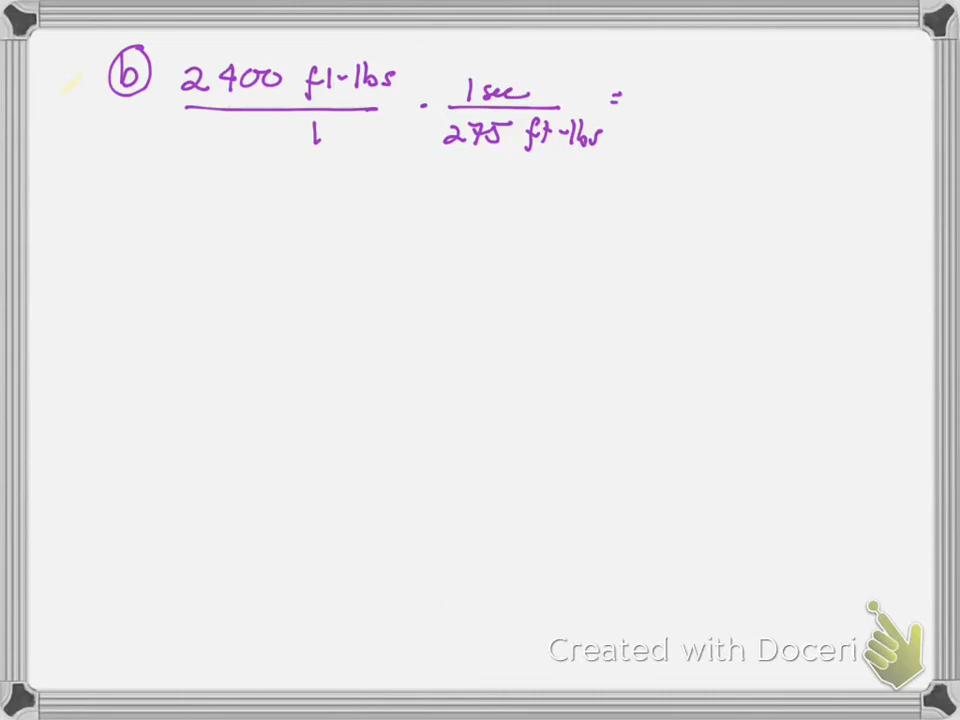 b 2400 ft-lbs / 1 · 1 sec / 275 ft-lbs =
Created with Doceri